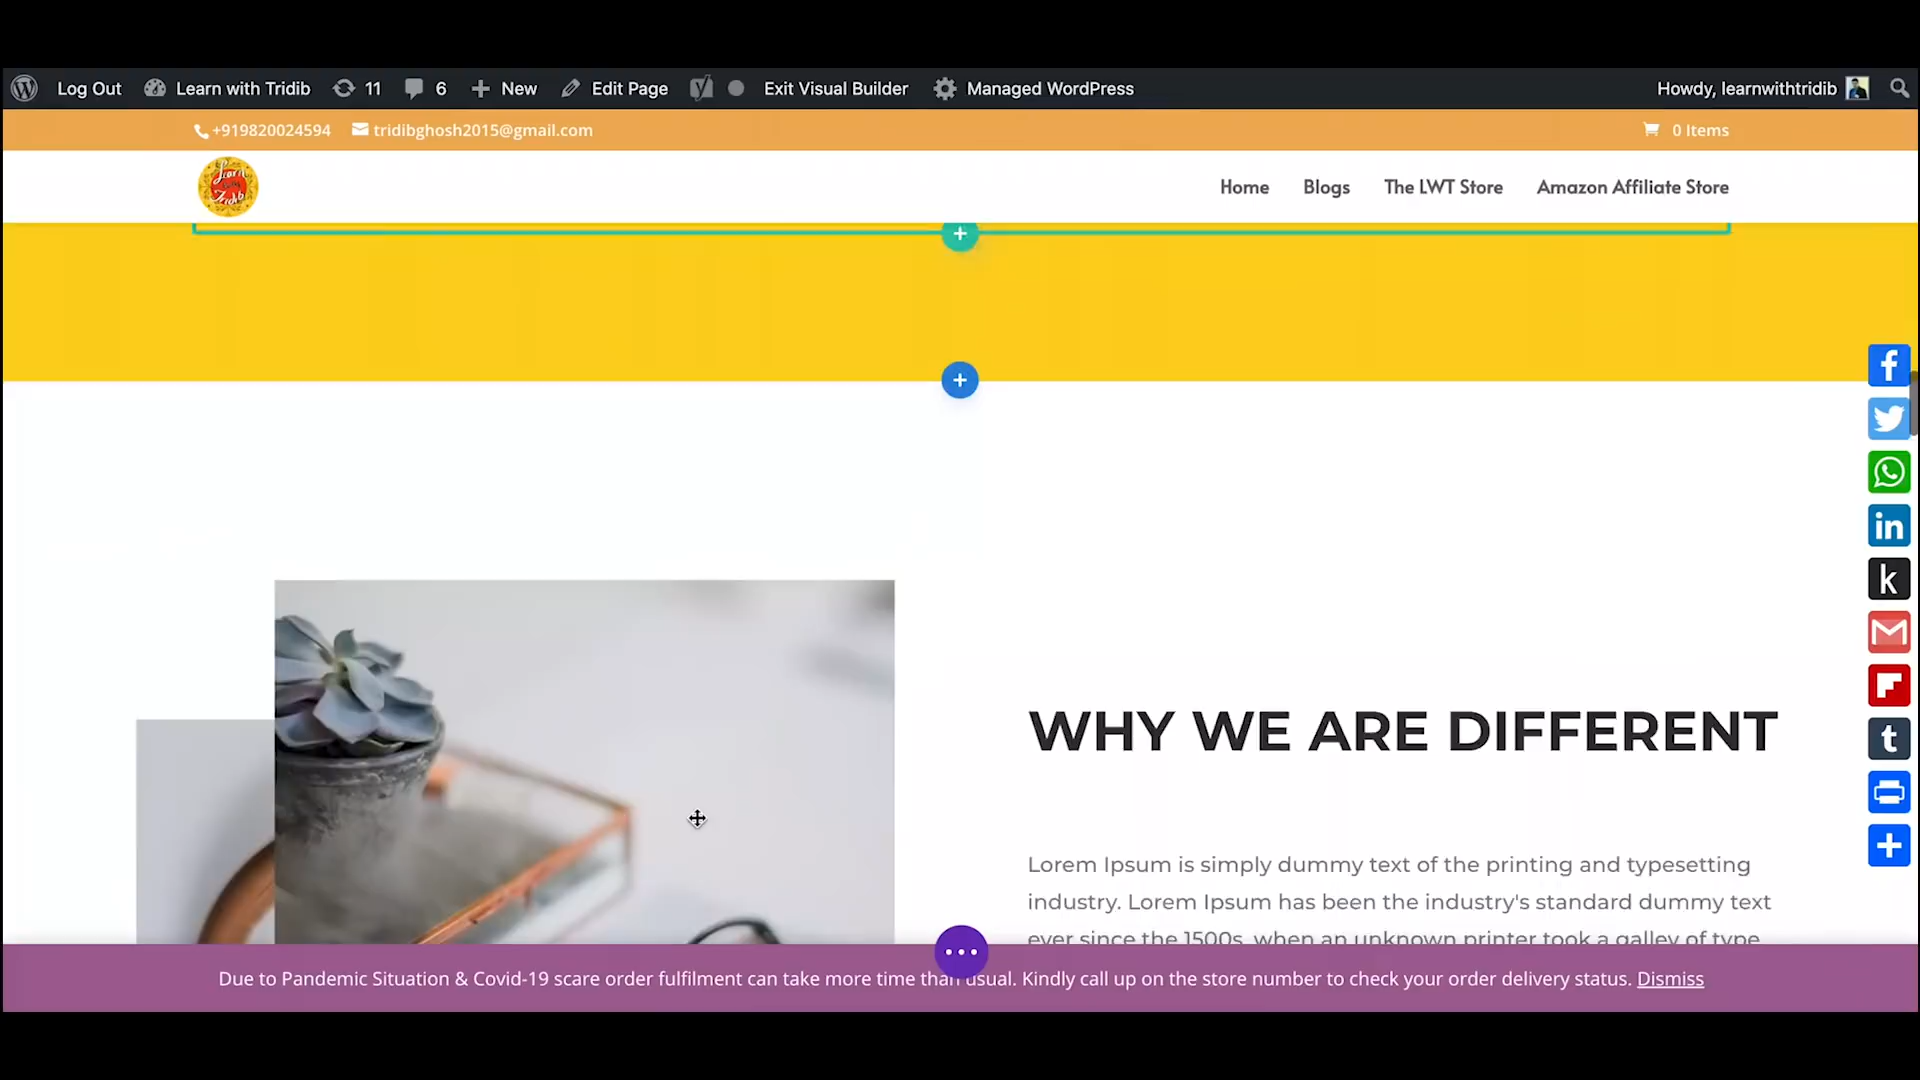 Log Out Learn with Tridib 11 6 New Edit Page Exit Visual Builder Managed WordPress Howdy, learnwithtridib
+919820024594 tridibghosh2015@gmail.com 0 Items
Learn with Tridib
Home Blogs The LWT Store Amazon Affiliate Store
WHY WE ARE DIFFERENT
Lorem Ipsum is simply dummy text of the printing and typesetting
industry. Lorem Ipsum has been the industry's standard dummy text
ever since the 1500s, when an unknown printer took a galley of type
Due to Pandemic Situation & Covid-19 scare order fulfilment can take more time than usual. Kindly call up on the store number to check your order delivery status. Dismiss